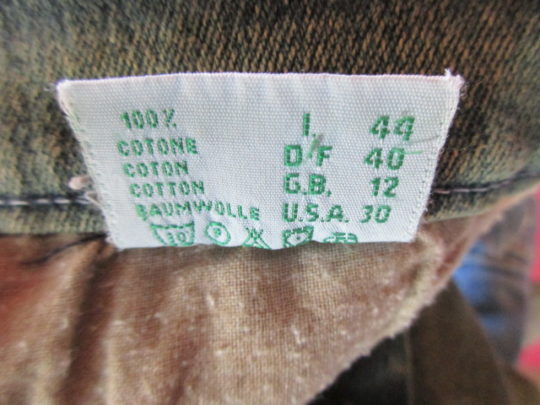 100%
COTONE
COTON
COTTON
BAUMWOLLE
I. 44
D/F 40
G.B. 12
U.S.A. 30